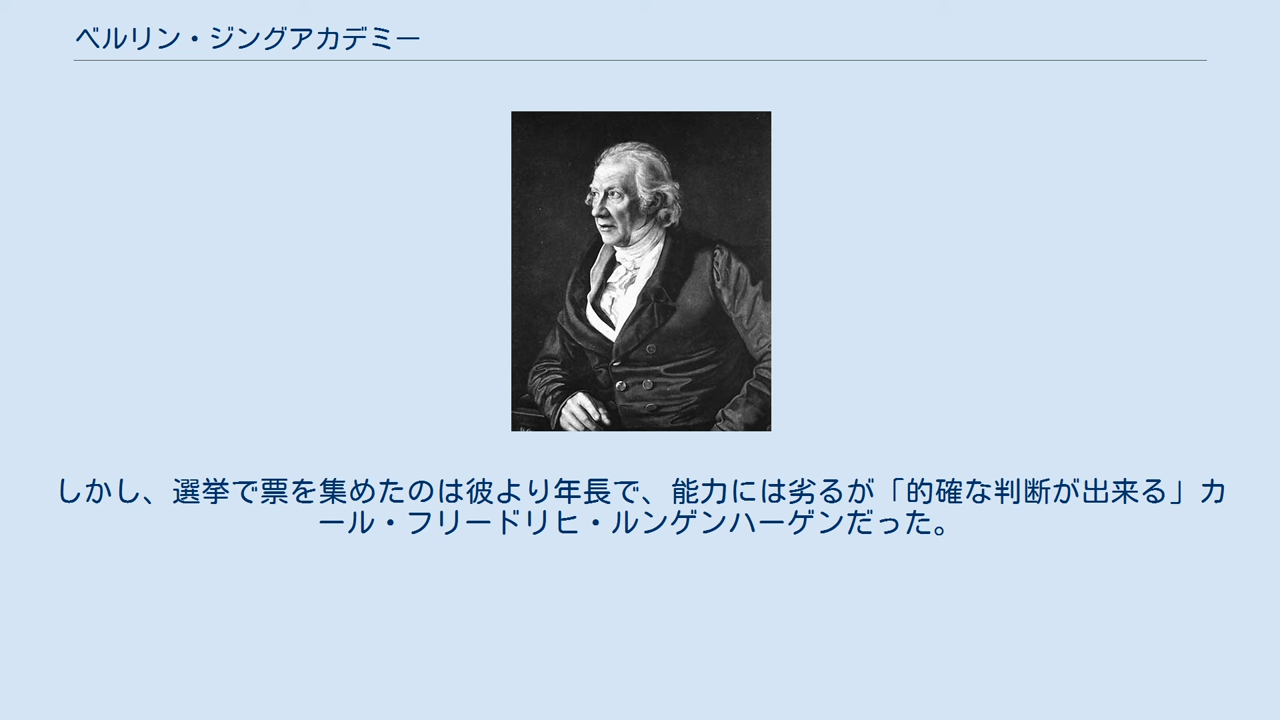 ベルリン・ジングアカデミー
しかし、選挙で票を集めたのは彼より年長で、能力には劣るが「的確な判断が出来る」カ
ール・フリードリヒ・ルンゲンハーゲンだった。